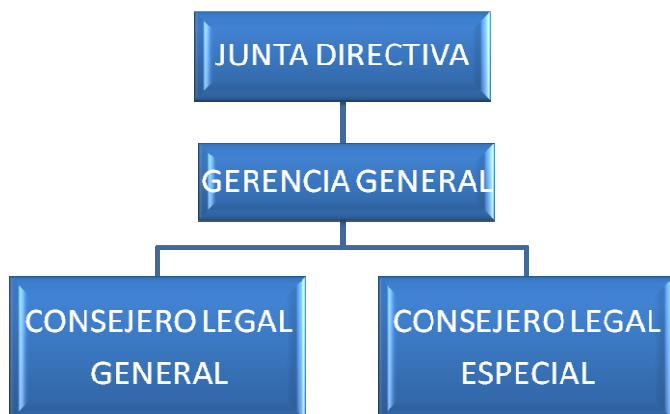 JUNTA DIRECTIVA
GERENCIA GENERAL
CONSEJERO LEGAL
GENERAL
CONSEJERO LEGAL
ESPECIAL